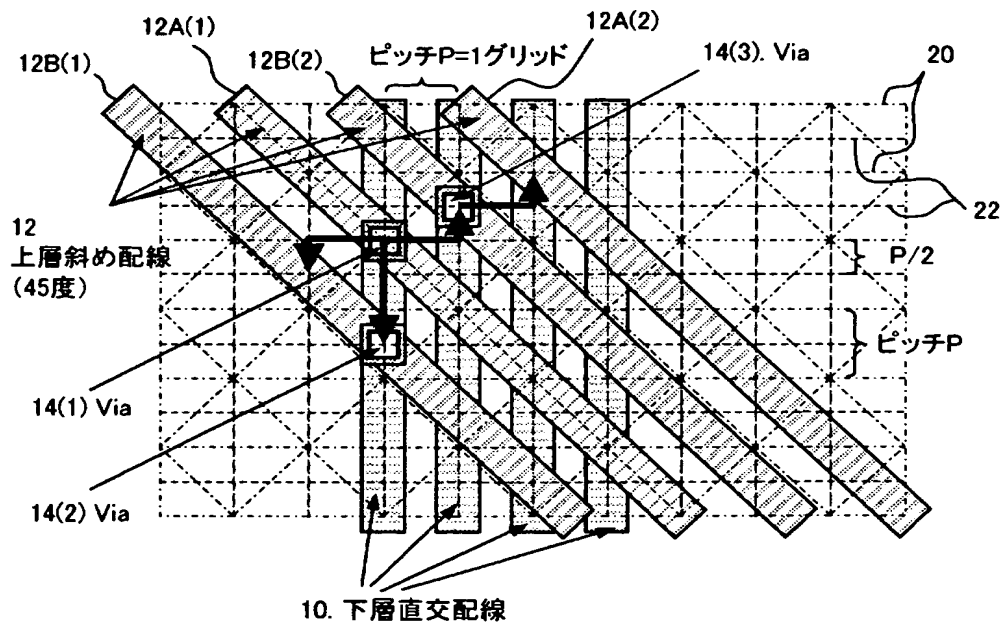 12A(1)
12A(2)
12B(1)
12B(2)
ピッチP=1グリッド
14(3). Via
20
22
12
上層斜め配線
(45度)
P/2
ピッチP
14(1) Via
14(2) Via
10. 下層直交配線